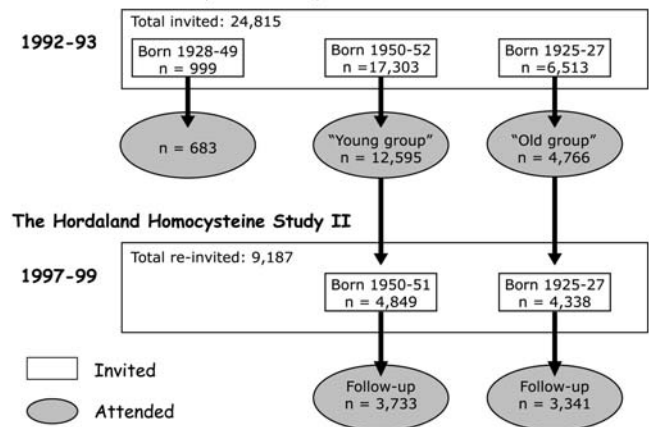 Total invited: 24,815
1992-93
Born 1928-49
n = 999
Born 1950-52
n =17,303
Born 1925-27
n =6,513
n = 683
"Young group"
n = 12,595
"Old group"
n = 4,766
The Hordaland Homocysteine Study II
Total re-invited: 9,187
1997-99
Born 1950-51
n = 4,849
Born 1925-27
n = 4,338
Invited
Attended
Follow-up
n = 3,733
Follow-up
n = 3,341